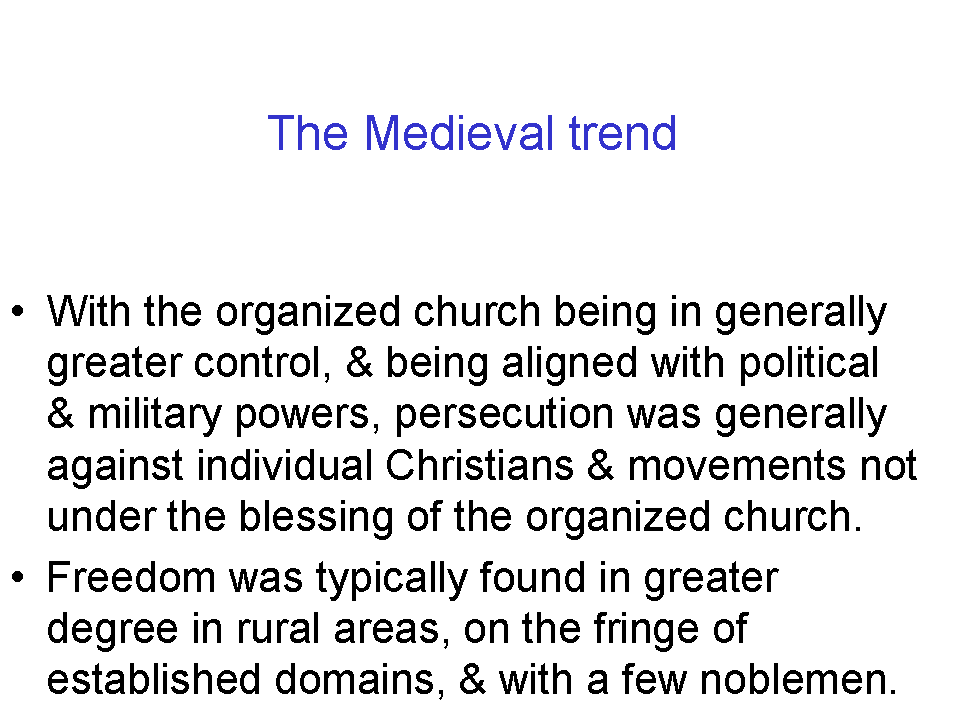 The Medieval trend
• With the organized church being in generally
greater control, & being aligned with political
& military powers, persecution was generally
against individual Christians & movements not
under the blessing of the organized church.
• Freedom was typically found in greater
degree in rural areas, on the fringe of
established domains, & with a few noblemen.